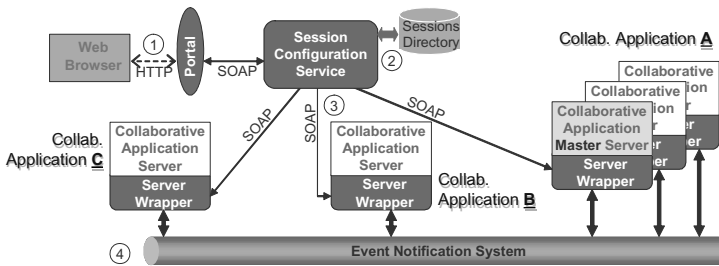 Web
Browser
1
HTTP
Portal
SOAP
Session
Configuration
Service
Sessions
Directory
2
Collab. Application A
Collab.
Application C
Collaborative
Application
Server
Server
Wrapper
SOAP
SOAP
3
Collaborative
Application
Server
Server
Wrapper
Collab.
Application B
SOAP
Collaborative
Application
Master Server
Server
Wrapper
Collaborative
Collaborative
4
Event Notification System